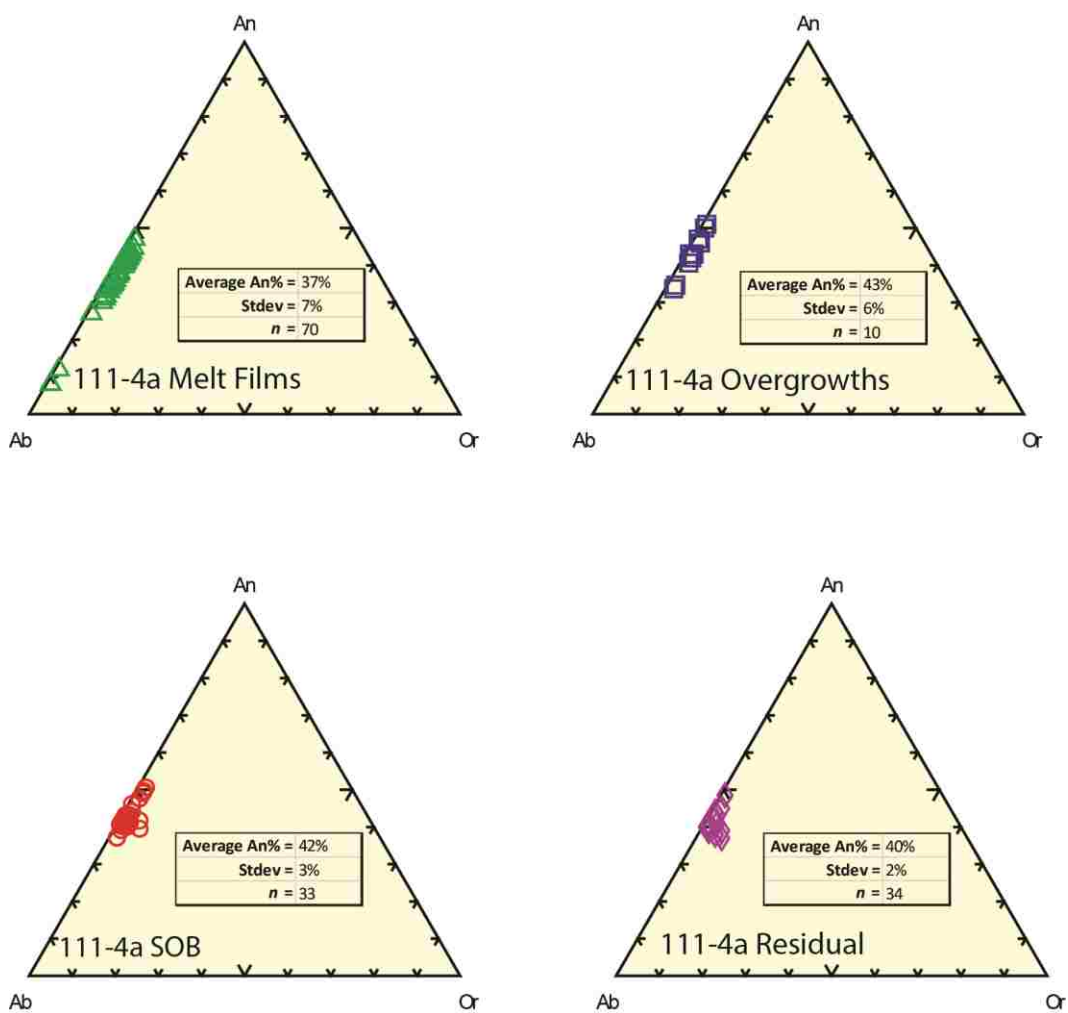 An
Average An% = 37%
Stdev = 7%
n = 70
111-4a Melt Films
Ab
Or
An
Average An% = 43%
Stdev = 6%
n = 10
111-4a Overgrowths
Ab
Or
An
Average An% = 42%
Stdev = 3%
n = 33
111-4a SOB
Ab
Or
An
Average An% = 40%
Stdev = 2%
n = 34
111-4a Residual
Ab
Or